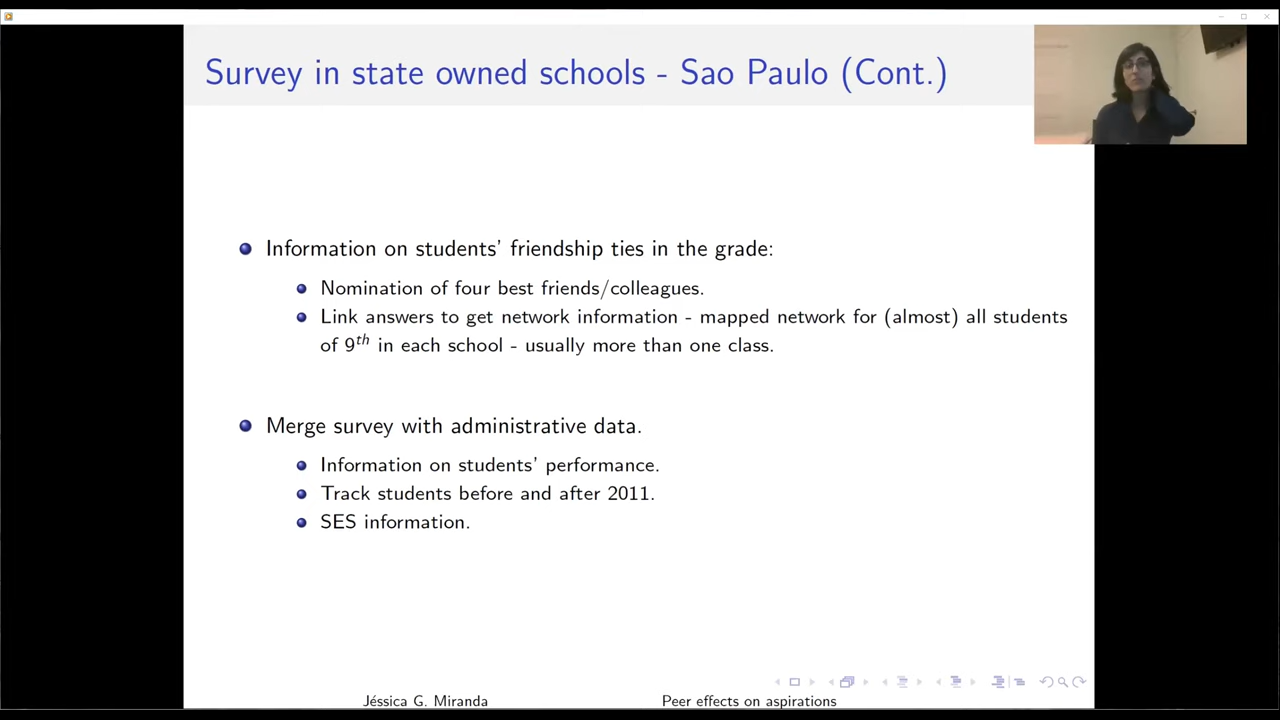 Survey in state owned schools - Sao Paulo (Cont.)
Information on students' friendship ties in the grade:
Nomination of four best friends/colleagues.
Link answers to get network information - mapped network for (almost) all students
of 9th in each school - usually more than one class.
Merge survey with administrative data.
Information on students' performance.
Track students before and after 2011.
SES information.
Jéssica G. Miranda
Peer effects on aspirations